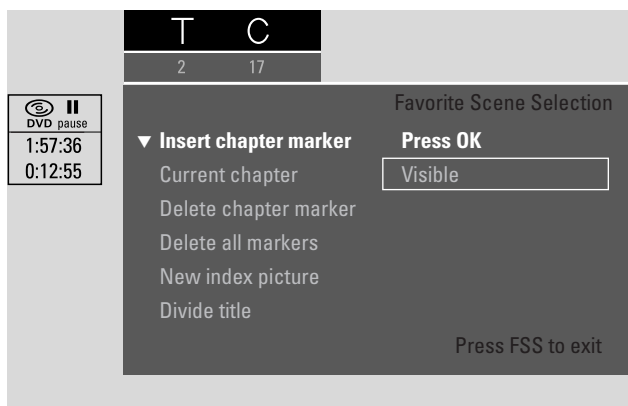 T C
2 17
DVD pause
1:57:36
0:12:55
Favorite Scene Selection
Insert chapter marker Press OK
Current chapter Visible
Delete chapter marker
Delete all markers
New index picture
Divide title
Press FSS to exit